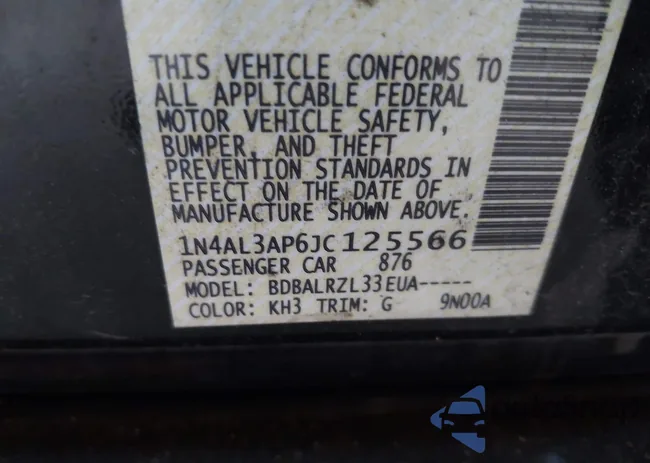 THIS VEHICLE CONFORMS TO
ALL APPLICABLE FEDERAL
MOTOR VEHICLE SAFETY,
BUMPER, AND THEFT
PREVENTION STANDARDS IN
EFFECT ON THE DATE OF
MANUFACTURE SHOWN ABOVE.
1N4AL3AP6JC125566
PASSENGER CAR 876
MODEL: BDBALRZL33EUA-----
COLOR: KH3 TRIM: G 9N00A